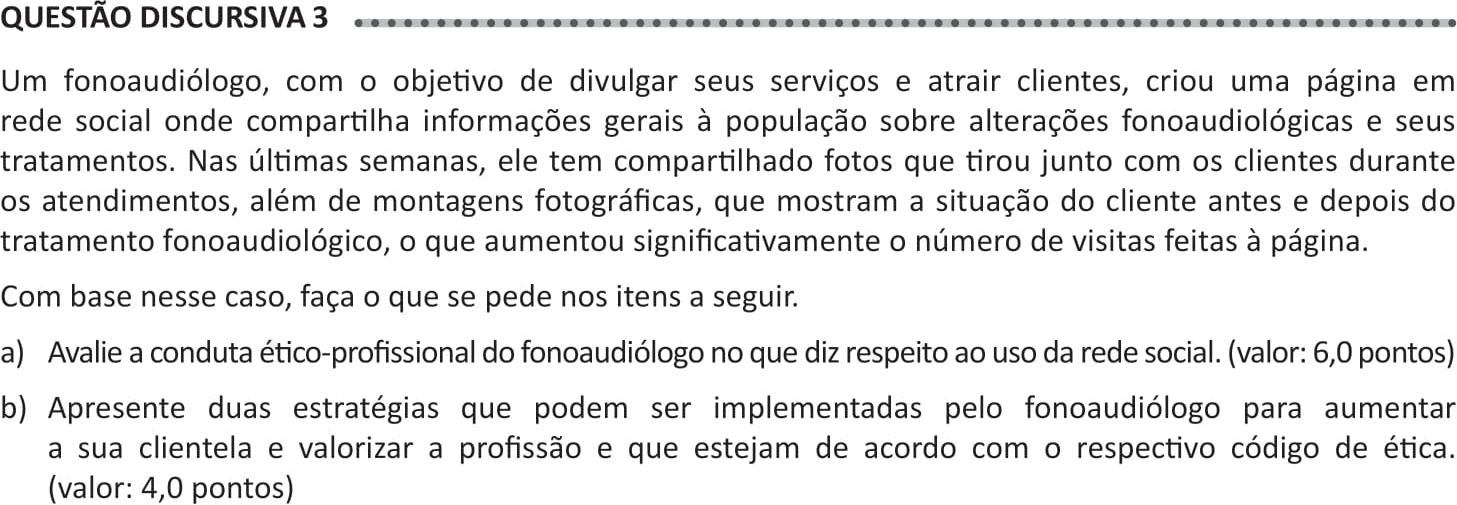 QUESTÃO DISCURSIVA 3
Um fonoaudiólogo, com o objetivo de divulgar seus serviços e atrair clientes, criou uma página em
rede social onde compartilha informações gerais à população sobre alterações fonoaudiológicas e seus
tratamentos. Nas últimas semanas, ele tem compartilhado fotos que tirou junto com os clientes durante
os atendimentos, além de montagens fotográficas, que mostram a situação do cliente antes e depois do
tratamento fonoaudiológico, o que aumentou significativamente o número de visitas feitas à página.
Com base nesse caso, faça o que se pede nos itens a seguir.
a) Avalie a conduta ético-profissional do fonoaudiólogo no que diz respeito ao uso da rede social. (valor: 6,0 pontos)
b) Apresente duas estratégias que podem ser implementadas pelo fonoaudiólogo para aumentar
a sua clientela e valorizar a profissão e que estejam de acordo com o respectivo código de ética.
(valor: 4,0 pontos)